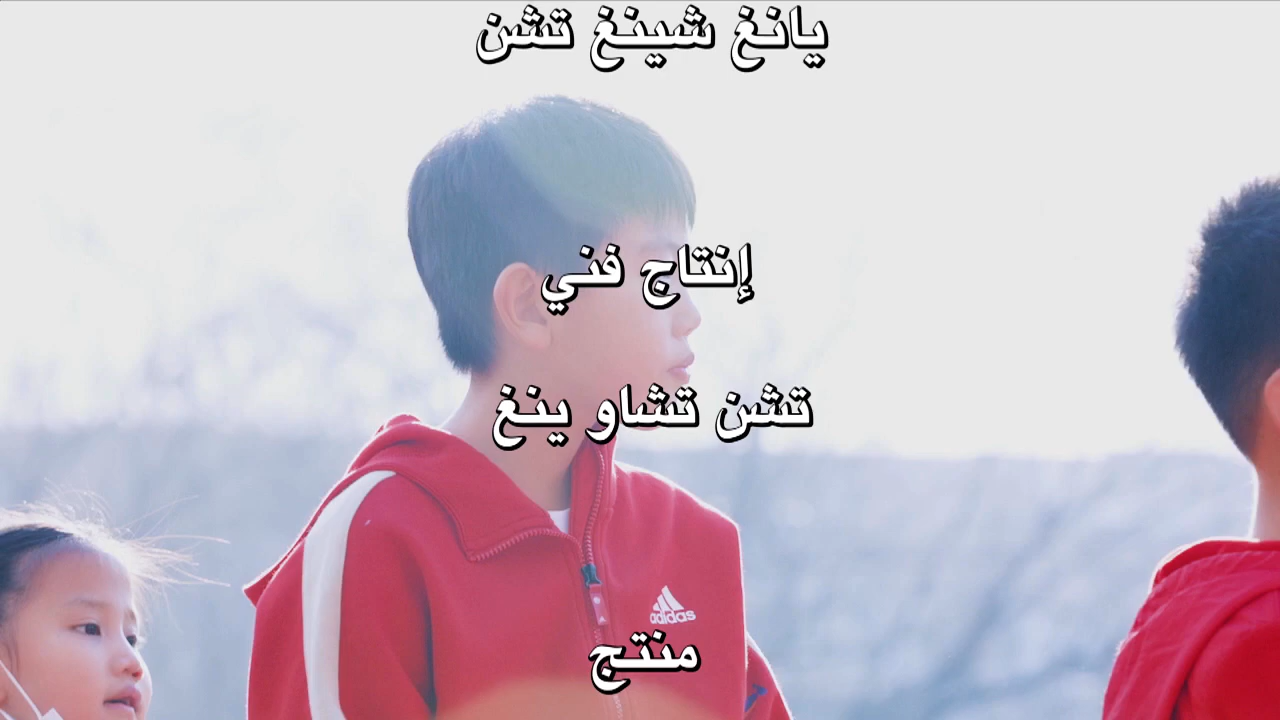 يانغ شينغ تشن
إنتاج فني
تشن تشاو ينغ
adidas
منتج